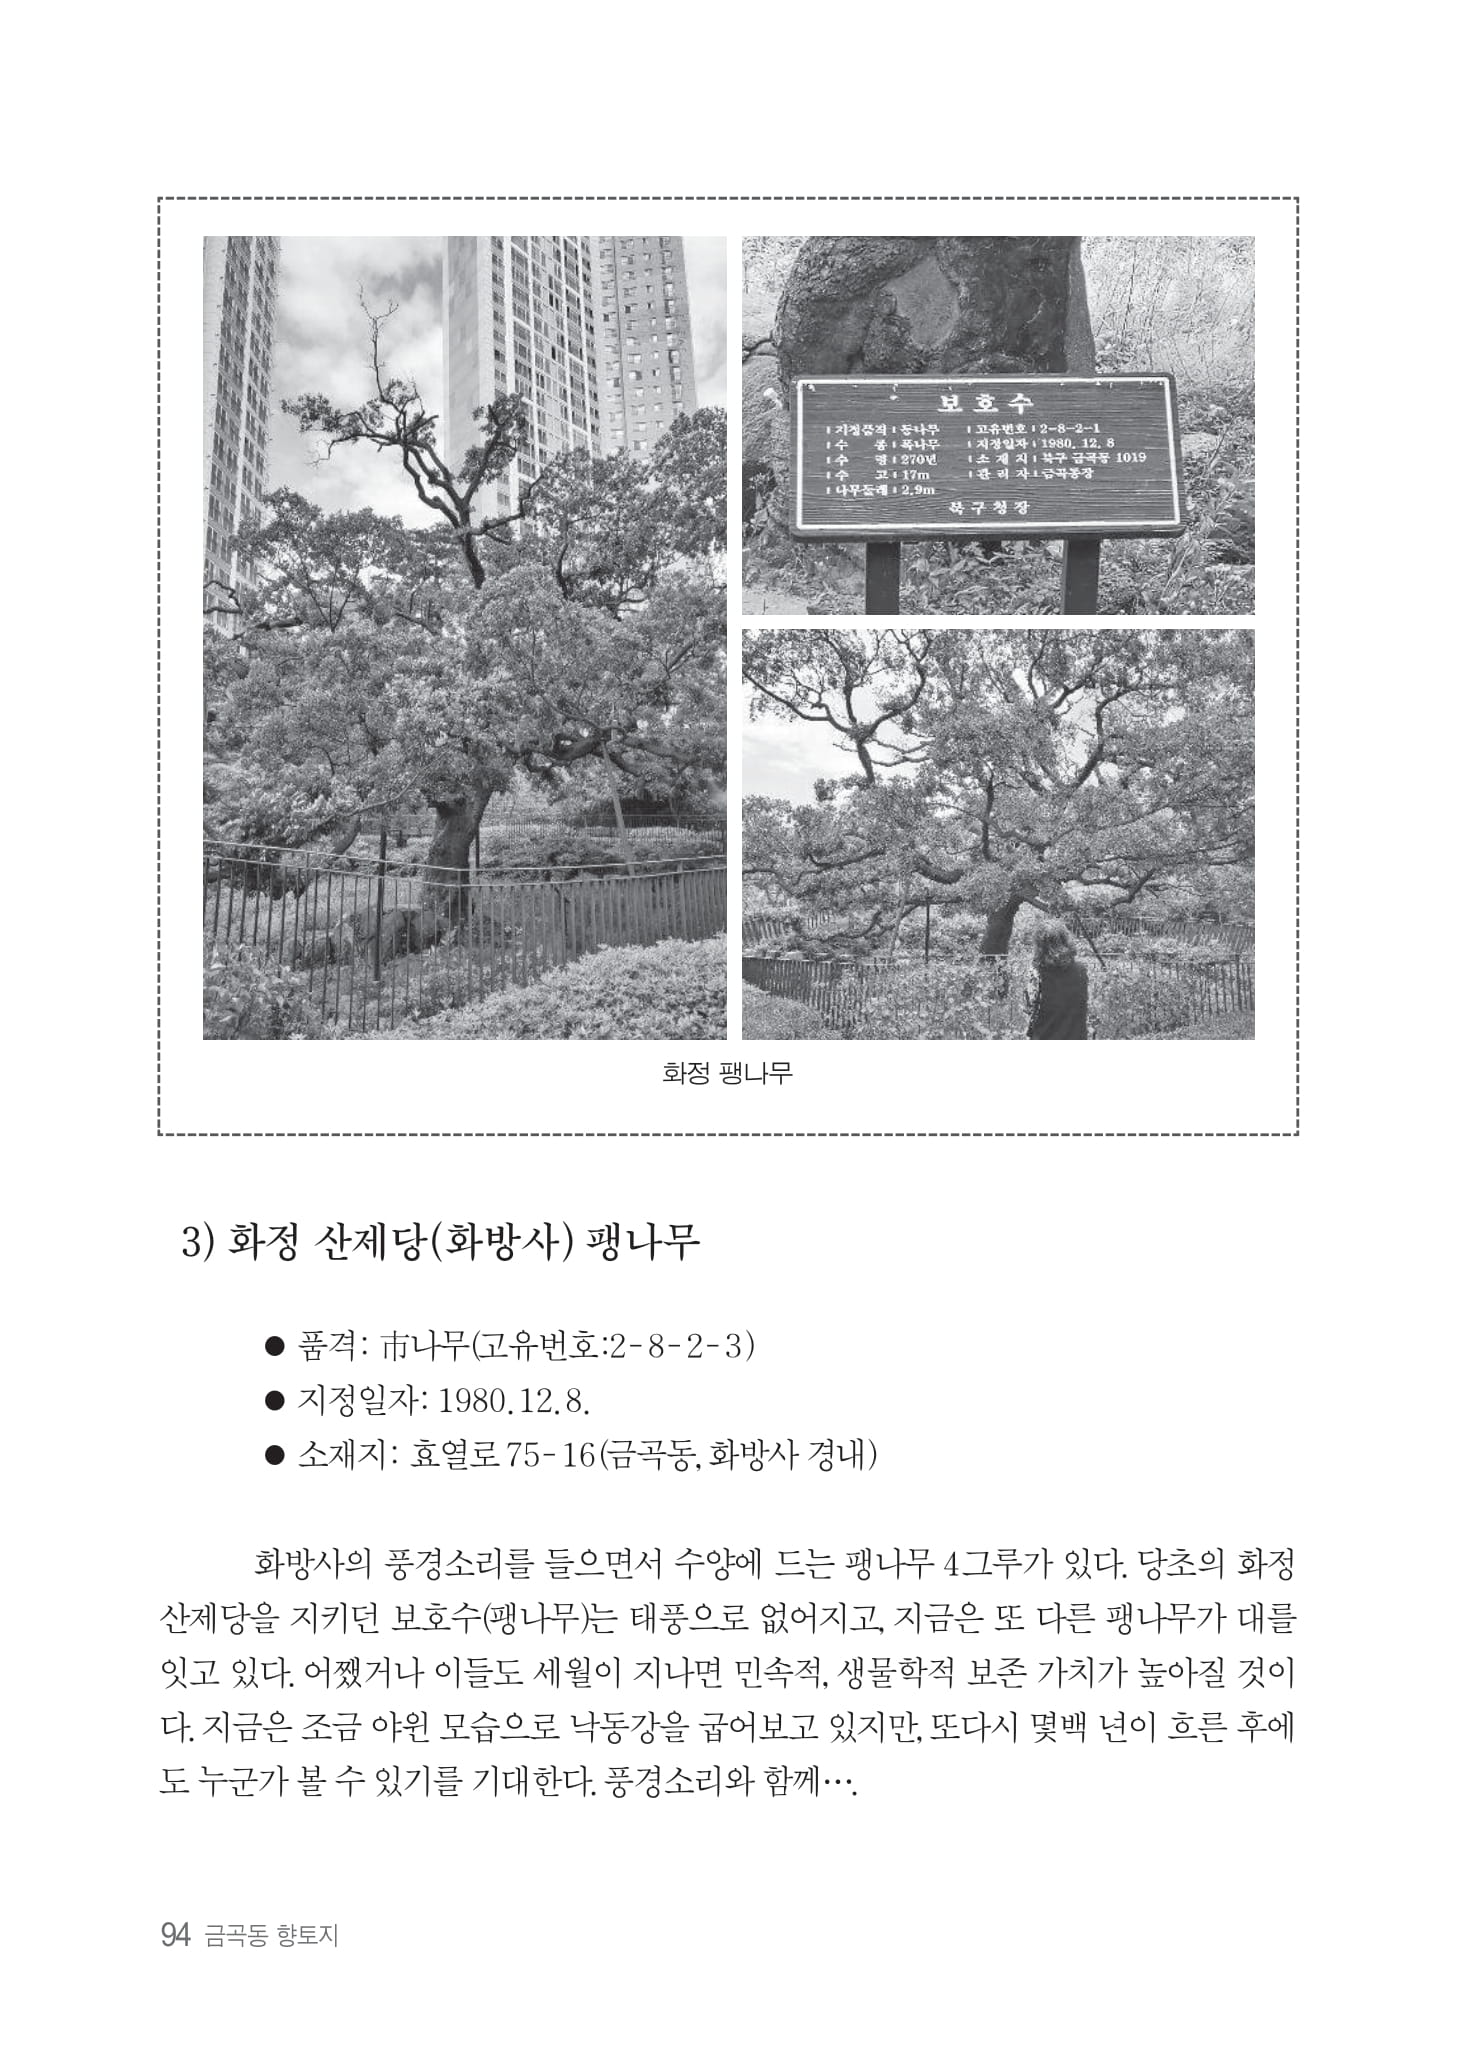 보호수
지정품격 동나무
고유번호 2-8-2-1
수 종 폭나무
지정일자 1980. 12. 8
수 령 270년
소재지 북구 금곡동 1019
수 고 17m
관리자 금곡동장
나무둘레 2.9m
북구청장
화정 팽나무
3) 화정 산제당(화방사) 팽나무
● 품격: 市나무(고유번호:2-8-2-3)
● 지정일자: 1980.12.8.
● 소재지: 효열로 75-16(금곡동, 화방사 경내)
화방사의 풍경소리를 들으면서 수양에 드는 팽나무 4그루가 있다. 당초의 화정
산제당을 지키던 보호수(팽나무)는 태풍으로 없어지고, 지금은 또 다른 팽나무가 대를
잇고 있다. 어쨌거나 이들도 세월이 지나면 민속적, 생물학적 보존 가치가 높아질 것이
다. 지금은 조금 야윈 모습으로 낙동강을 굽어보고 있지만, 또다시 몇백 년이 흐른 후에
도 누군가 볼 수 있기를 기대한다. 풍경소리와 함께….
94 금곡동 향토지